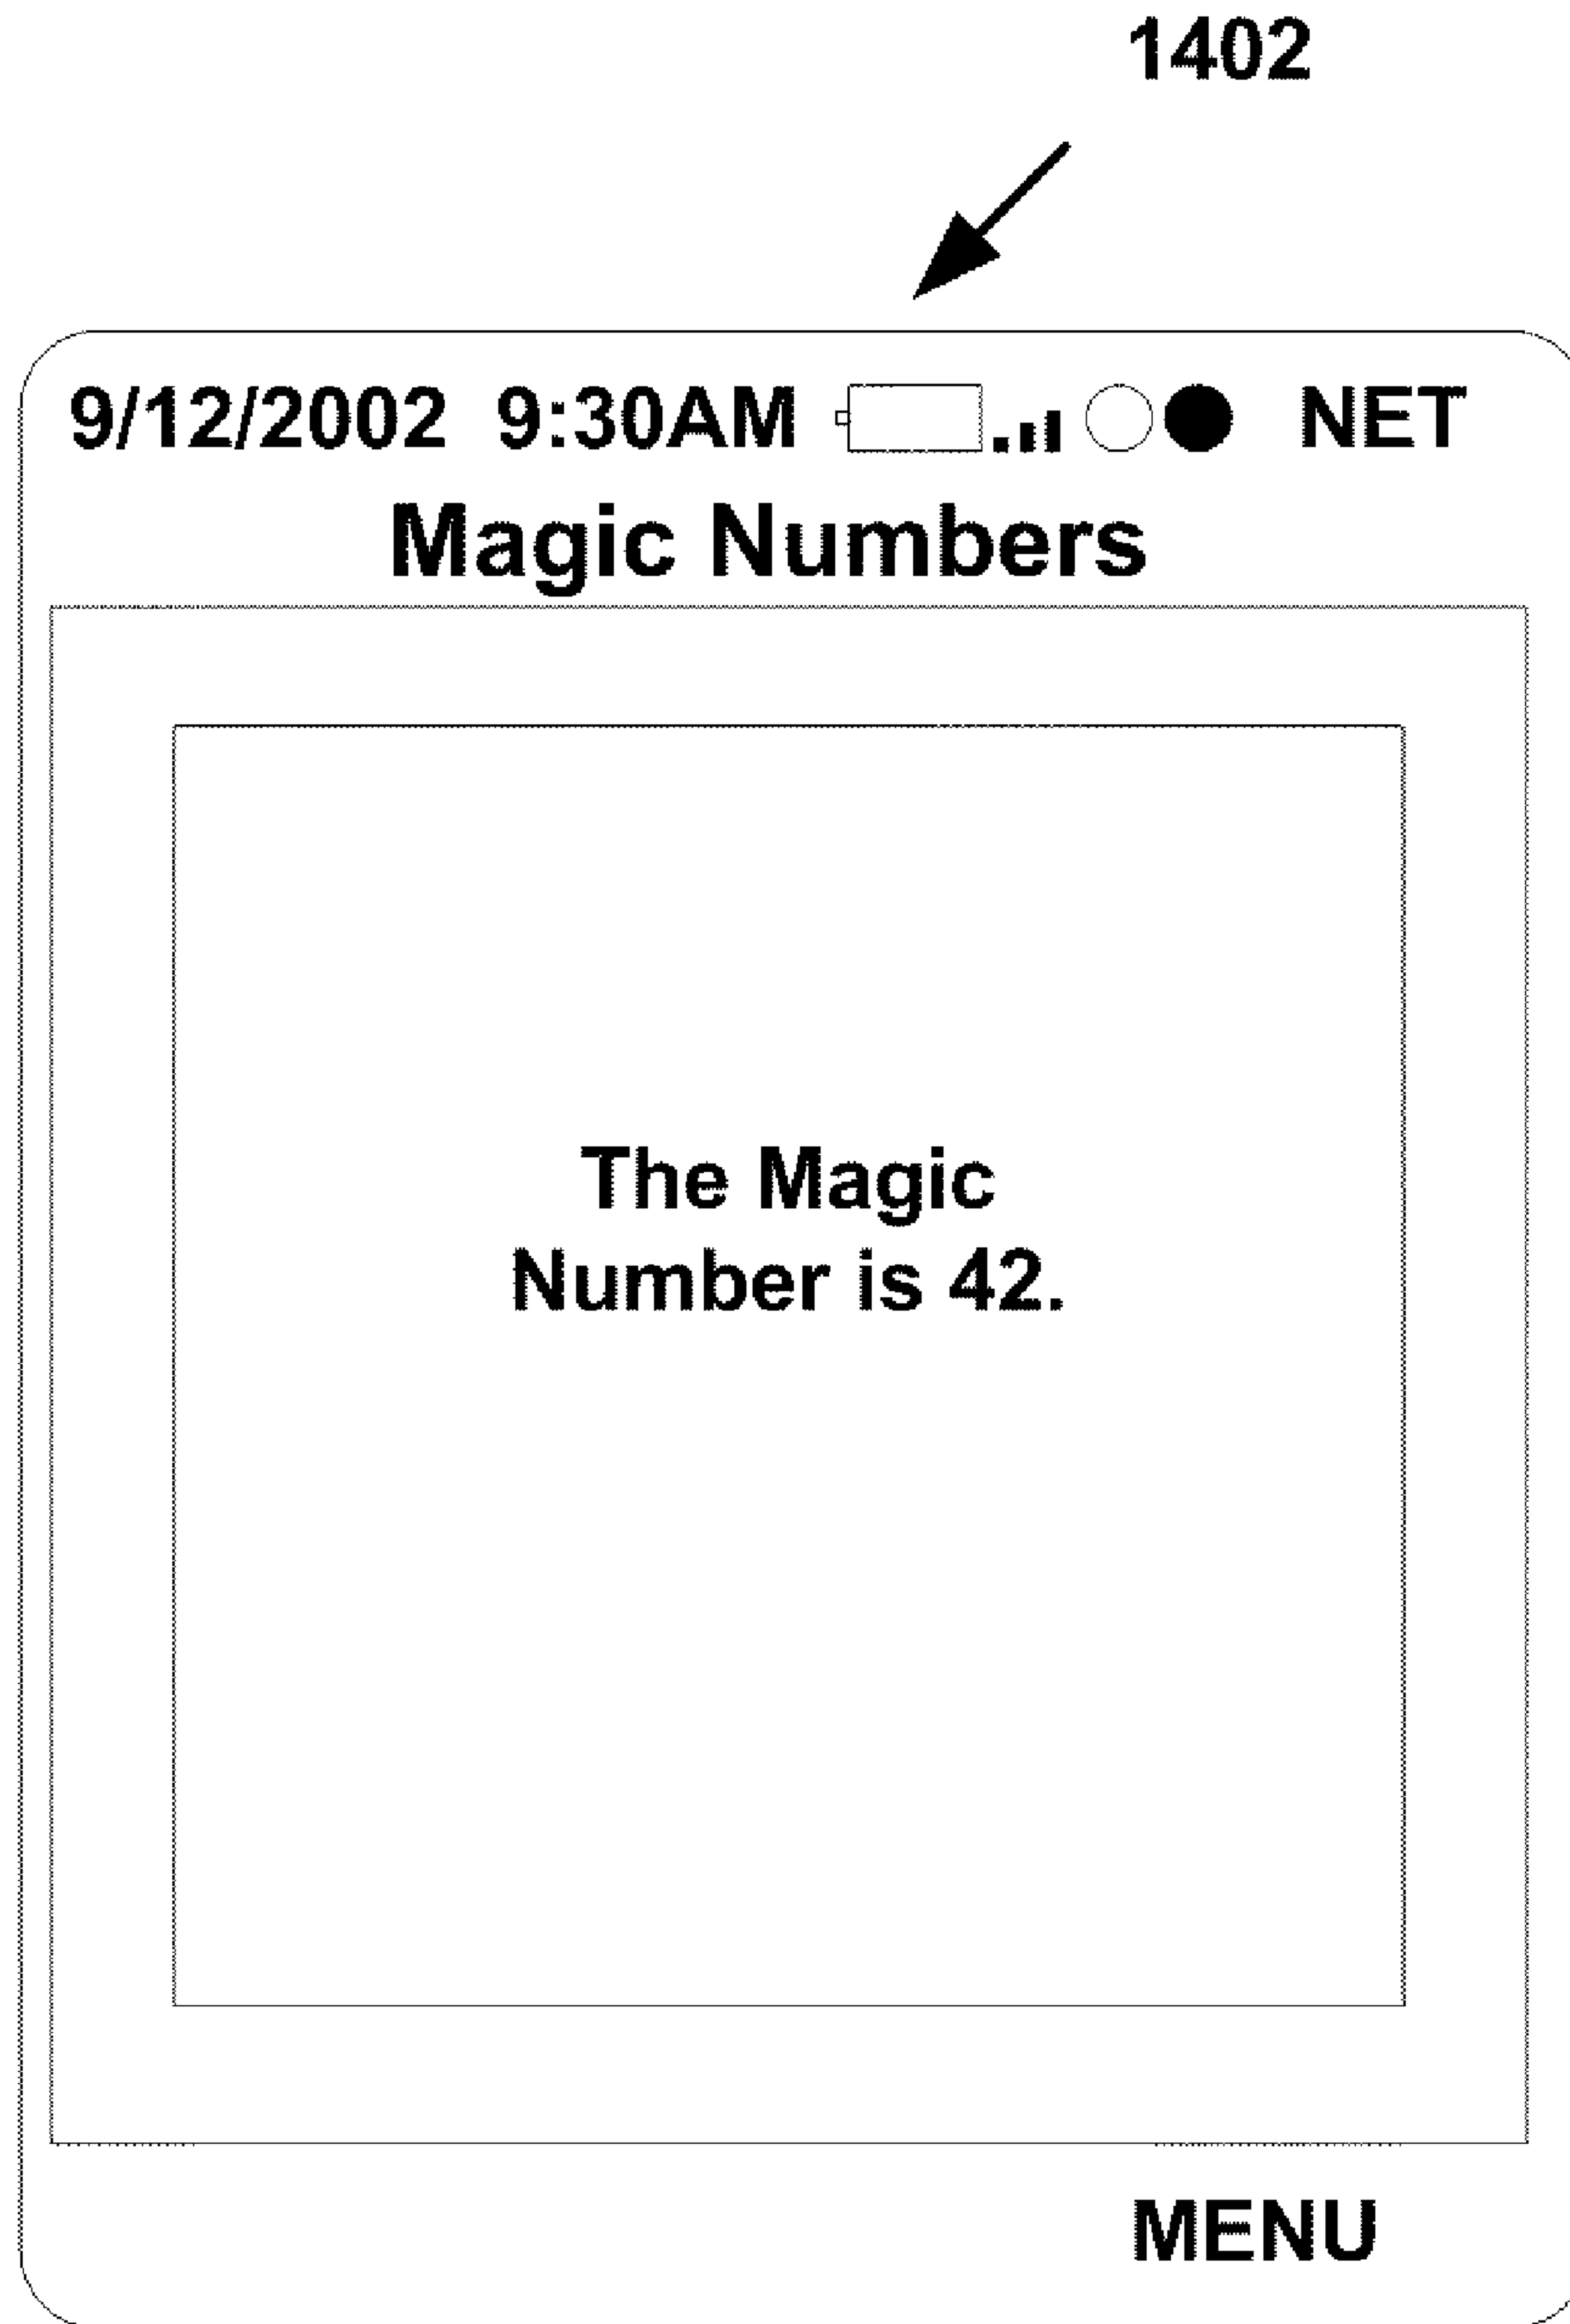 1402
9/12/2002 9:30AM NET
Magic Numbers
The Magic
Number is 42.
MENU